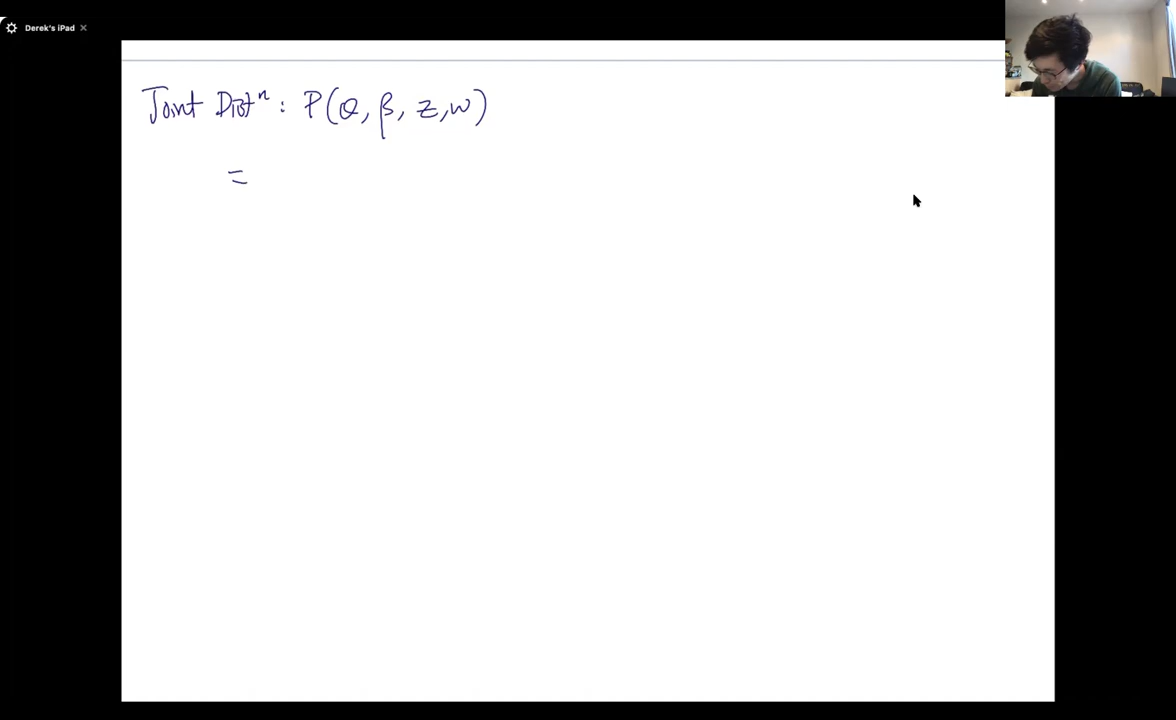 Derek's iPad
Joint Distⁿ: P(θ, β, z, w)
=